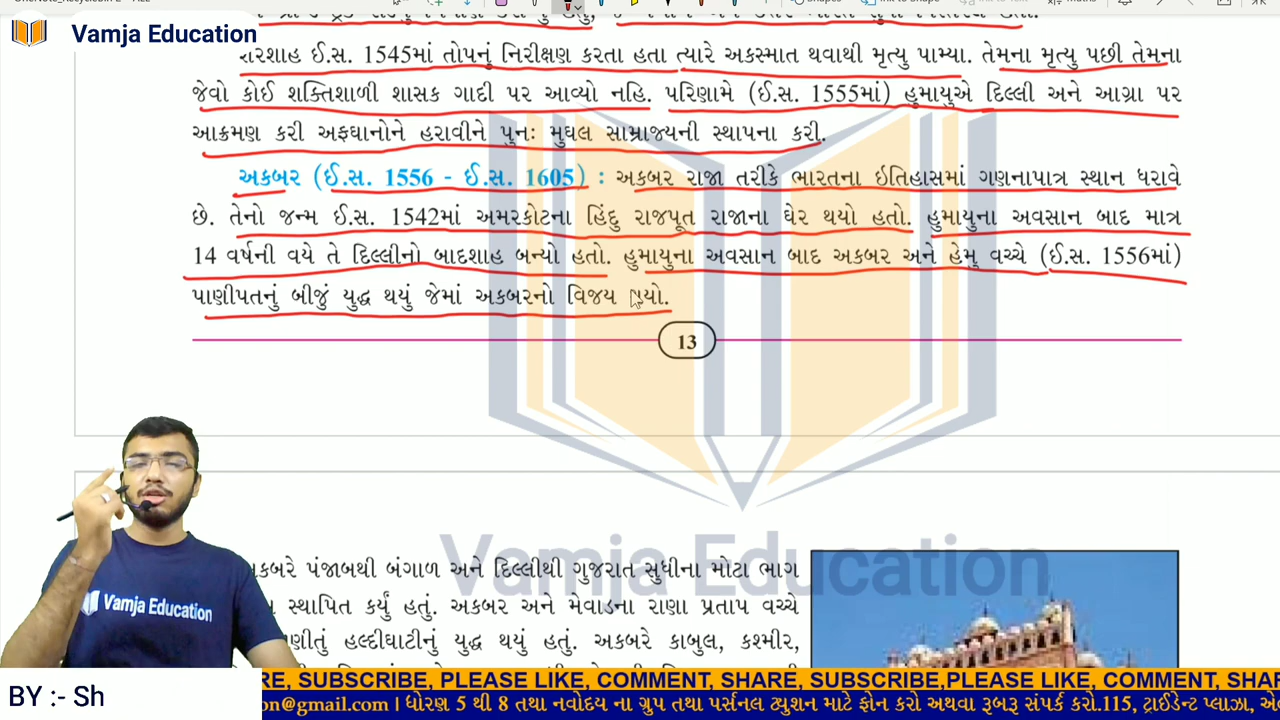 Vamja Education
શેરશાહ ઈ.સ. 1545માં તોપનું નિરીક્ષણ કરતા હતા ત્યારે અકસ્માત થવાથી મૃત્યુ પામ્યા. તેમના મૃત્યુ પછી તેમના
જેવો કોઈ શક્તિશાળી શાસક ગાદી પર આવ્યો નહિ. પરિણામે (ઈ.સ. 1555માં) હુમાયુએ દિલ્લી અને આગ્રા પર
આક્રમણ કરી અફઘાનોને હરાવીને પુનઃ મુઘલ સામ્રાજ્યની સ્થાપના કરી.
અકબર (ઈ.સ. 1556 - ઈ.સ. 1605) : અકબર રાજા તરીકે ભારતના ઇતિહાસમાં ગણનાપાત્ર સ્થાન ધરાવે
છે. તેનો જન્મ ઈ.સ. 1542માં અમરકોટના હિંદુ રાજપૂત રાજાના ઘેર થયો હતો. હુમાયુના અવસાન બાદ માત્ર
14 વર્ષની વયે તે દિલ્લીનો બાદશાહ બન્યો હતો. હુમાયુના અવસાન બાદ અકબર અને હેમુ વચ્ચે (ઈ.સ. 1556માં)
પાણીપતનું બીજું યુદ્ધ થયું જેમાં અકબરનો વિજય થયો.
13
Vamja Education
અકબરે પંજાબથી બંગાળ અને દિલ્લીથી ગુજરાત સુધીના મોટા ભાગ
સ્થાપિત કર્યું હતું. અકબર અને મેવાડના રાણા પ્રતાપ વચ્ચે
હલ્દીઘાટીનું યુદ્ધ થયું હતું. અકબરે કાબુલ, કશ્મીર,
Vamja Education
BY :- Sh
RE, SUBSCRIBE, PLEASE LIKE, COMMENT, SHARE, SUBSCRIBE,PLEASE LIKE, COMMENT, SHA
on@gmail.com | ધોરણ 5 થી 8 તથા નવોદય ના ગ્રુપ તથા પર્સનલ ટ્યુશન માટે ફોન કરો અથવા રૂબરૂ સંપર્ક કરો.115, ટ્રાઈડેન્ટ પ્લાઝા,